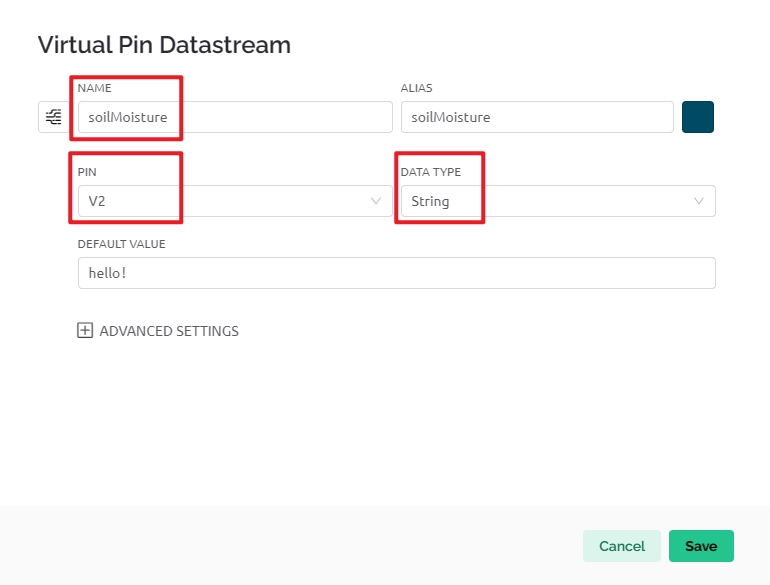 Virtual Pin Datastream
NAME
ALIAS
soilMoisture
soilMoisture
PIN
DATA TYPE
V2
String
DEFAULT VALUE
hello!
ADVANCED SETTINGS
Cancel
Save